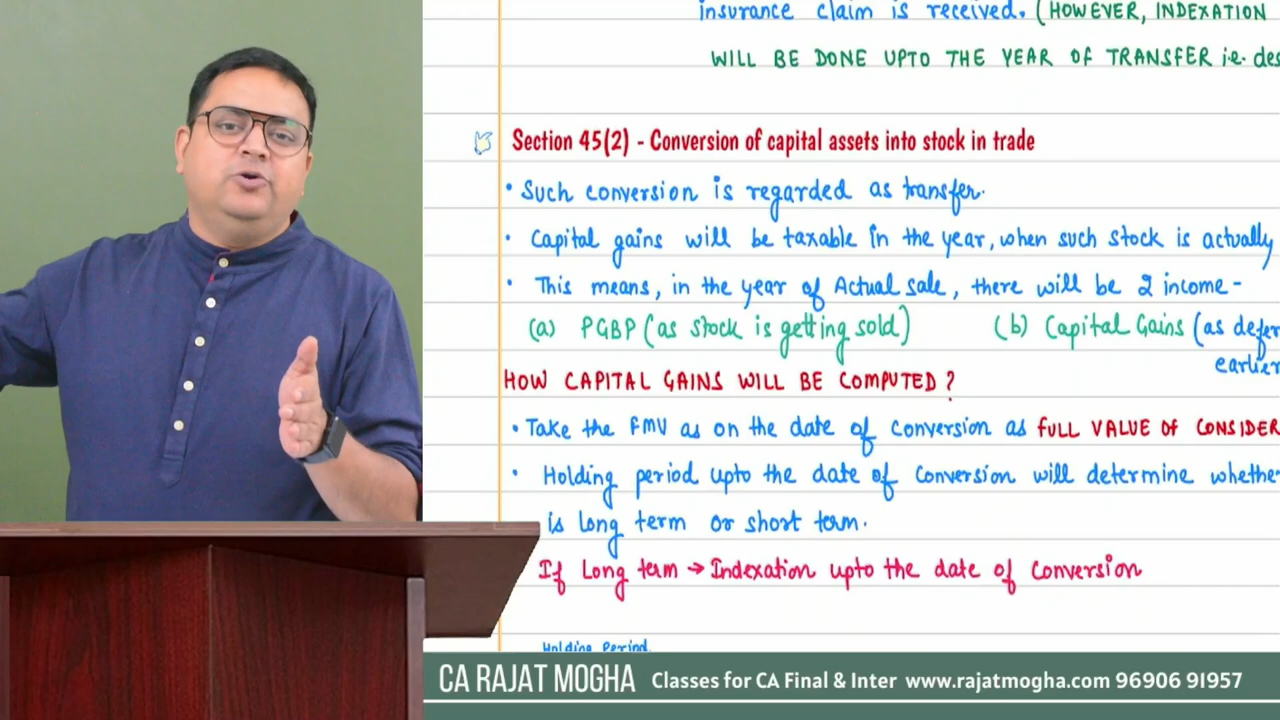 insurance claim is received. (HOWEVER, INDEXATION
WILL BE DONE UPTO THE YEAR OF TRANSFER i.e. des
Section 45(2) - Conversion of capital assets into stock in trade
• Such conversion is regarded as transfer.
• Capital gains will be taxable in the year, when such stock is actually
• This means, in the year of Actual sale, there will be 2 income -
(a) PGBP (as stock is getting sold) (b) Capital Gains (as defer
earlier
HOW CAPITAL GAINS WILL BE COMPUTED ?
• Take the FMV as on the date of conversion as FULL VALUE OF CONSIDER
• Holding period upto the date of conversion will determine whethe
is long term or short term.
If Long term → Indexation upto the date of conversion
Holding Period.
CA RAJAT MOGHA Classes for CA Final & Inter www.rajatmogha.com 96906 91957